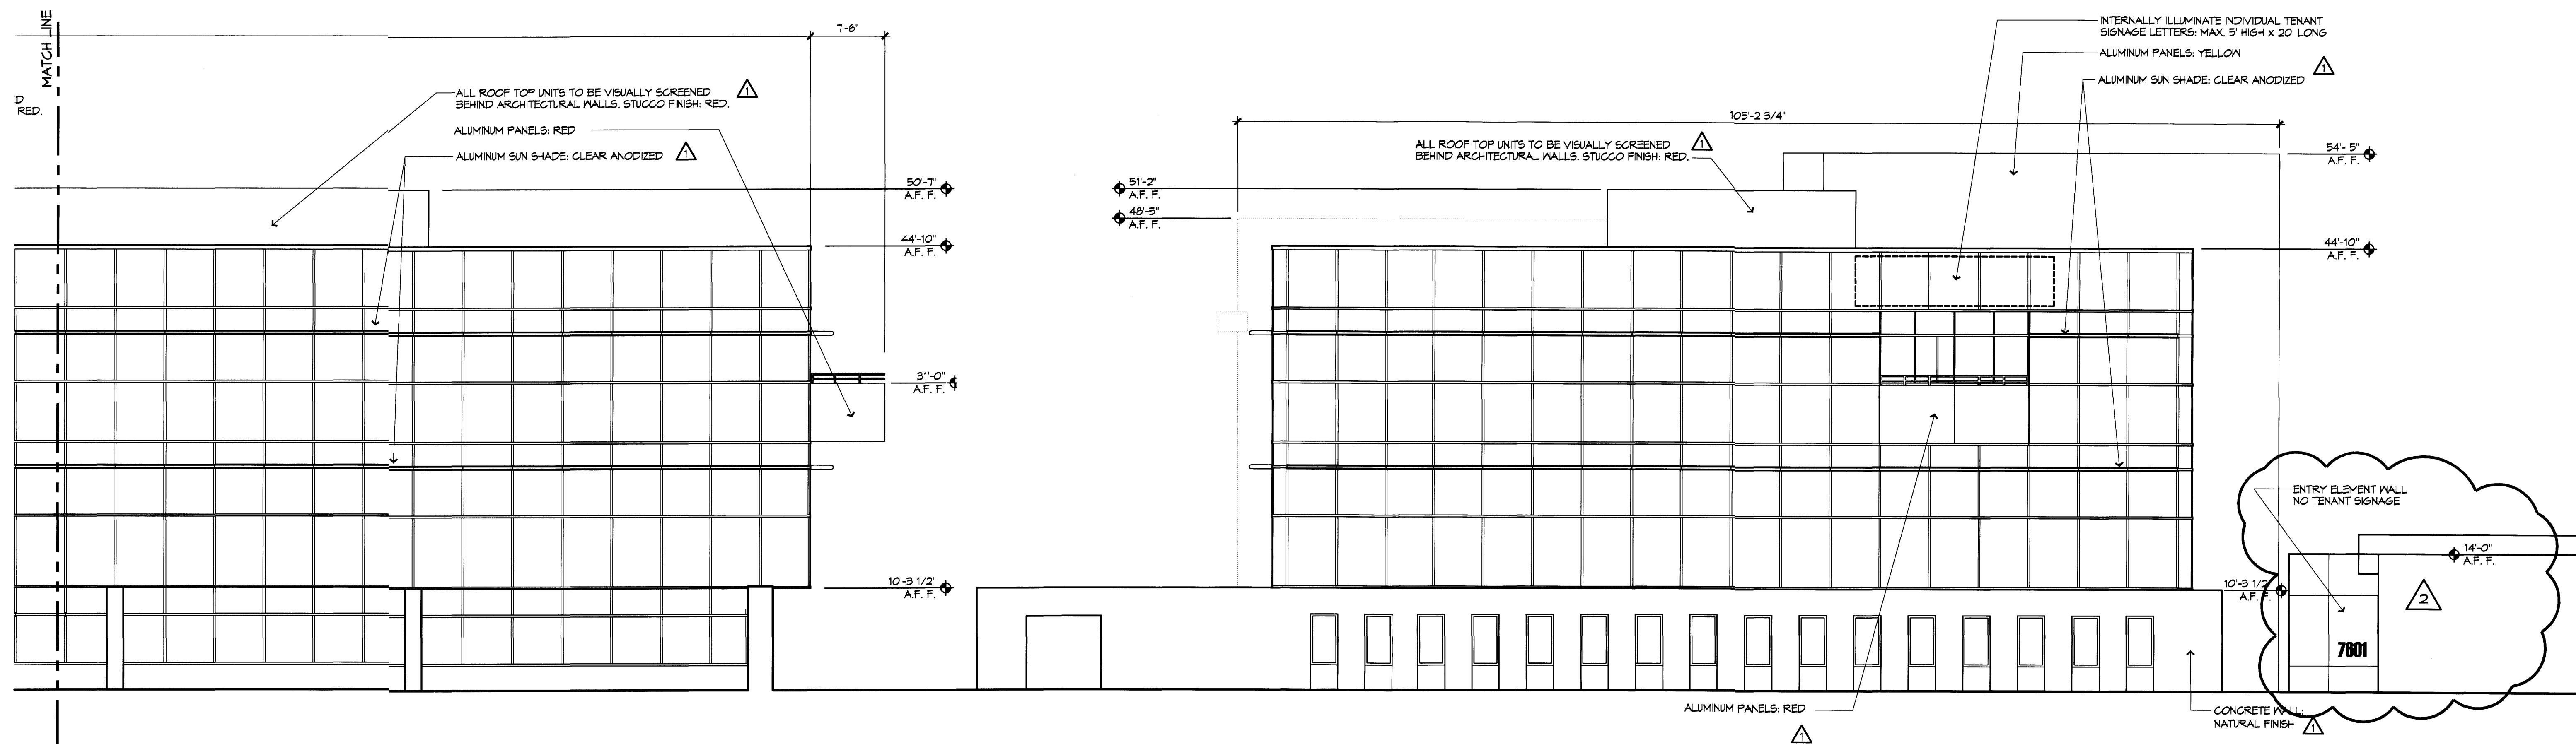 MATCH LINE
D
RED.
7'-6"
ALL ROOF TOP UNITS TO BE VISUALLY SCREENED
BEHIND ARCHITECTURAL WALLS. STUCCO FINISH: RED.
1
ALUMINUM PANELS: RED
ALUMINUM SUN SHADE: CLEAR ANODIZED
1
50'-7"
A.F. F.
44'-10"
A.F. F.
31'-0"
A.F. F.
10'-3 1/2"
A.F. F.
51'-2"
A.F. F.
48'-5"
A.F. F.
105'-2 3/4"
ALL ROOF TOP UNITS TO BE VISUALLY SCREENED
BEHIND ARCHITECTURAL WALLS. STUCCO FINISH: RED.
1
INTERNALLY ILLUMINATE INDIVIDUAL TENANT
SIGNAGE LETTERS: MAX. 5' HIGH x 20' LONG
ALUMINUM PANELS: YELLOW
1
ALUMINUM SUN SHADE: CLEAR ANODIZED
54'- 5"
A.F. F.
44'-10"
A.F. F.
ENTRY ELEMENT WALL
NO TENANT SIGNAGE
14'-0"
A.F. F.
10'-3 1/2"
A.F. F.
2
7601
ALUMINUM PANELS: RED
1
CONCRETE WALL:
NATURAL FINISH
1